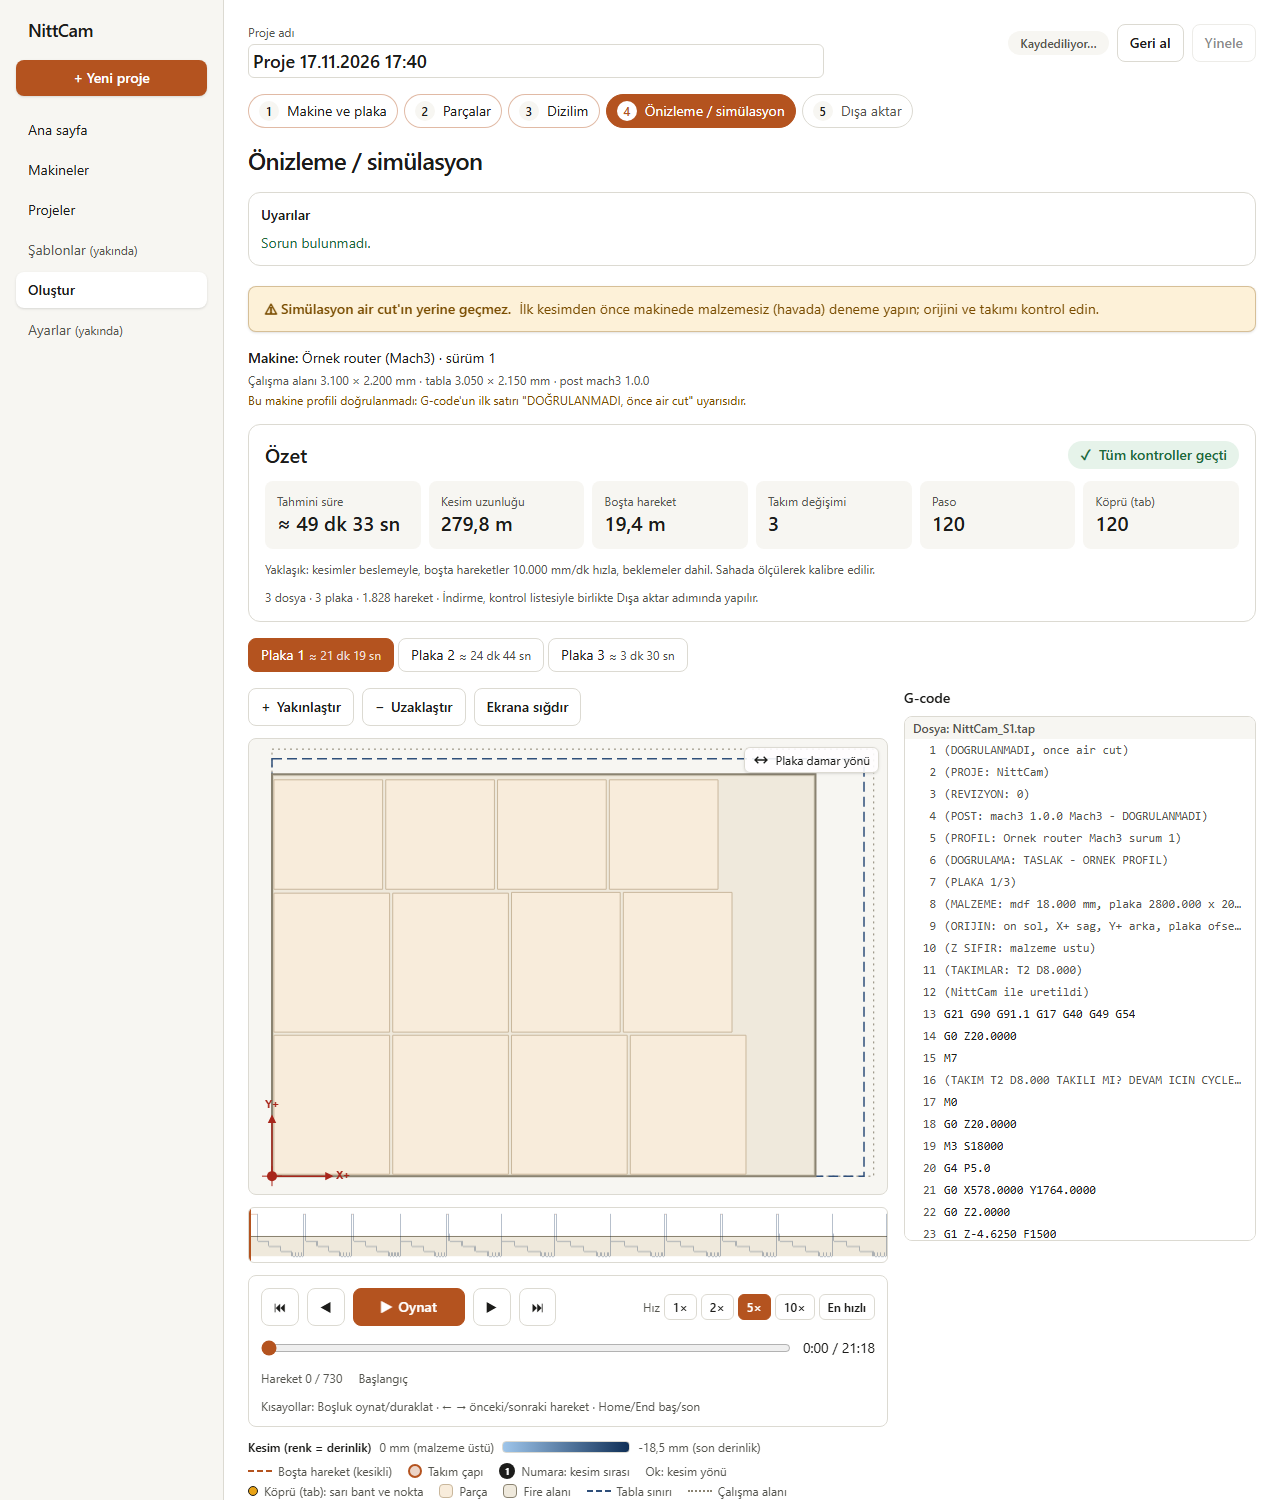 NittCam
+ Yeni proje
Ana sayfa
Makineler
Projeler
Şablonlar (yakında)
Oluştur
Ayarlar (yakında)
Proje adı
Proje 17.11.2026 17:40
Kaydediliyor...
Geri al
Yinele
1 Makine ve plaka
2 Parçalar
3 Dizilim
4 Önizleme / simülasyon
5 Dışa aktar
Önizleme / simülasyon
Uyarılar
Sorun bulunmadı.
⚠ Simülasyon air cut'ın yerine geçmez. İlk kesimden önce makinede malzemesiz (havada) deneme yapın; orijini ve takımı kontrol edin.
Makine: Örnek router (Mach3) · sürüm 1
Çalışma alanı 3.100 × 2.200 mm · tabla 3.050 × 2.150 mm · post mach3 1.0.0
Bu makine profili doğrulanmadı: G-code'un ilk satırı "DOĞRULANMADI, önce air cut" uyarısıdır.
Özet
✓ Tüm kontroller geçti
Tahmini süre
≈ 49 dk 33 sn
Kesim uzunluğu
279,8 m
Boşta hareket
19,4 m
Takım değişimi
3
Paso
120
Köprü (tab)
120
Yaklaşık: kesimler beslemeyle, boşta hareketler 10.000 mm/dk hızla, beklemeler dahil. Sahada ölçülerek kalibre edilir.
3 dosya · 3 plaka · 1.828 hareket · İndirme, kontrol listesiyle birlikte Dışa aktar adımında yapılır.
Plaka 1 ≈ 21 dk 19 sn
Plaka 2 ≈ 24 dk 44 sn
Plaka 3 ≈ 3 dk 30 sn
+ Yakınlaştır
− Uzaklaştır
Ekrana sığdır
↔ Plaka damar yönü
Y+
X+
G-code
Dosya: NittCam_S1.tap
1 (DOGRULANMADI, once air cut)
2 (PROJE: NittCam)
3 (REVIZYON: 0)
4 (POST: mach3 1.0.0 Mach3 - DOGRULANMADI)
5 (PROFIL: Ornek router Mach3 surum 1)
6 (DOGRULAMA: TASLAK - ORNEK PROFIL)
7 (PLAKA 1/3)
8 (MALZEME: mdf 18.000 mm, plaka 2800.000 x 20…
9 (ORIJIN: on sol, X+ sag, Y+ arka, plaka ofse…
10 (Z SIFIR: malzeme ustu)
11 (TAKIMLAR: T2 D8.000)
12 (NittCam ile uretildi)
13 G21 G90 G91.1 G17 G40 G49 G54
14 G0 Z20.0000
15 M7
16 (TAKIM T2 D8.000 TAKILI MI? DEVAM ICIN CYCLE…
17 M0
18 G0 Z20.0000
19 M3 S18000
20 G4 P5.0
21 G0 X578.0000 Y1764.0000
22 G0 Z2.0000
23 G1 Z-4.6250 F1500
▶ Oynat
Hız
1×
2×
5×
10×
En hızlı
0:00 / 21:18
Hareket 0 / 730 Başlangıç
Kısayollar: Boşluk oynat/duraklat · ← → önceki/sonraki hareket · Home/End baş/son
Kesim (renk = derinlik) 0 mm (malzeme üstü) -18,5 mm (son derinlik)
Boşta hareket (kesikli) Takım çapı 1 Numara: kesim sırası Ok: kesim yönü
Köprü (tab): sarı bant ve nokta Parça Fire alanı Tabla sınırı Çalışma alanı